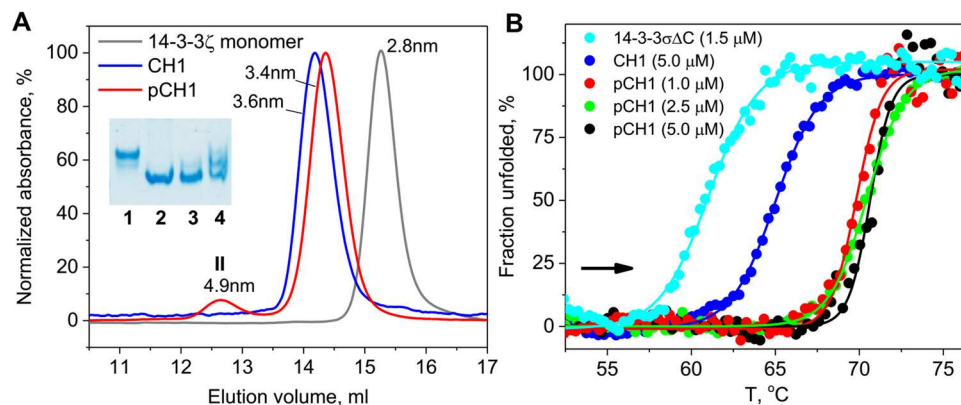 A
14-3-3ζ monomer
CH1
pCH1
2.8nm
3.4nm
3.6nm
1 2 3 4
II
4.9nm
100
80
60
40
20
0
Normalized absorbance, %
11 12 13 14 15 16 17
Elution volume, ml
B
14-3-3σΔC (1.5 μM)
CH1 (5.0 μM)
pCH1 (1.0 μM)
pCH1 (2.5 μM)
pCH1 (5.0 μM)
100
75
50
25
0
Fraction unfolded, %
55 60 65 70 75
T, °C